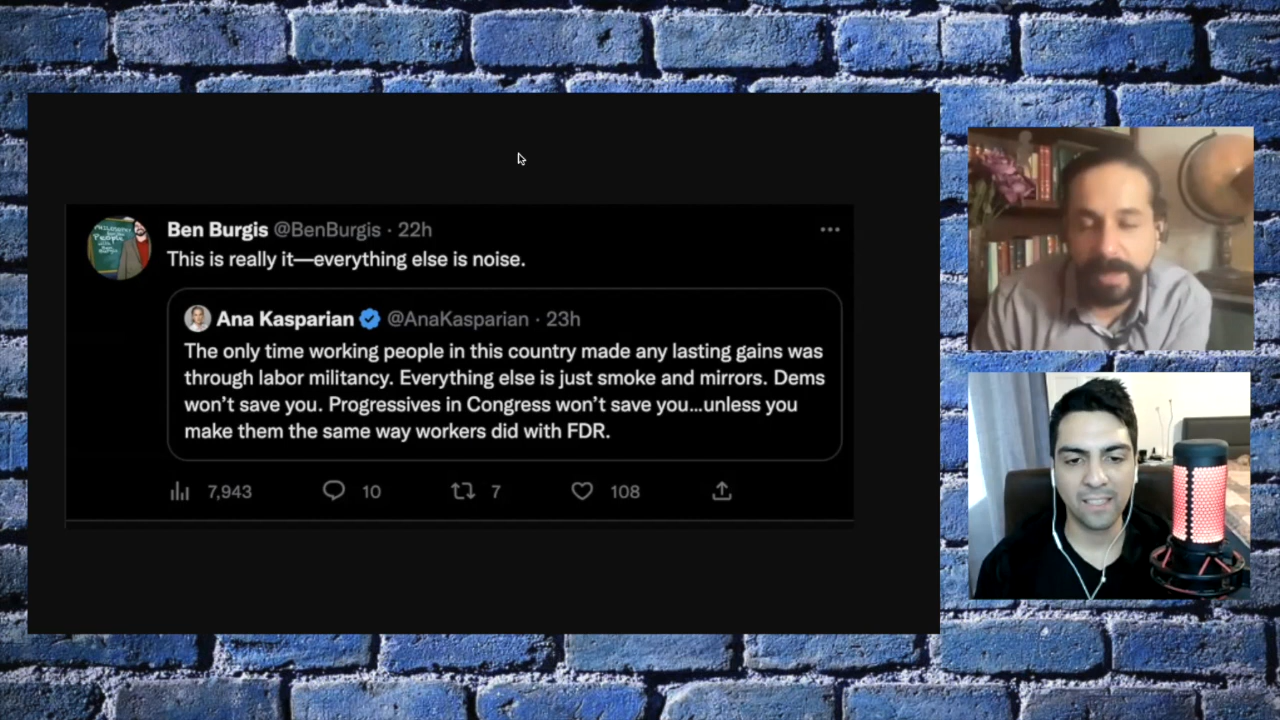 Ben Burgis @BenBurgis · 22h
This is really it—everything else is noise.
Ana Kasparian @AnaKasparian · 23h
The only time working people in this country made any lasting gains was
through labor militancy. Everything else is just smoke and mirrors. Dems
won't save you. Progressives in Congress won't save you...unless you
make them the same way workers did with FDR.
7,943 10 7 108